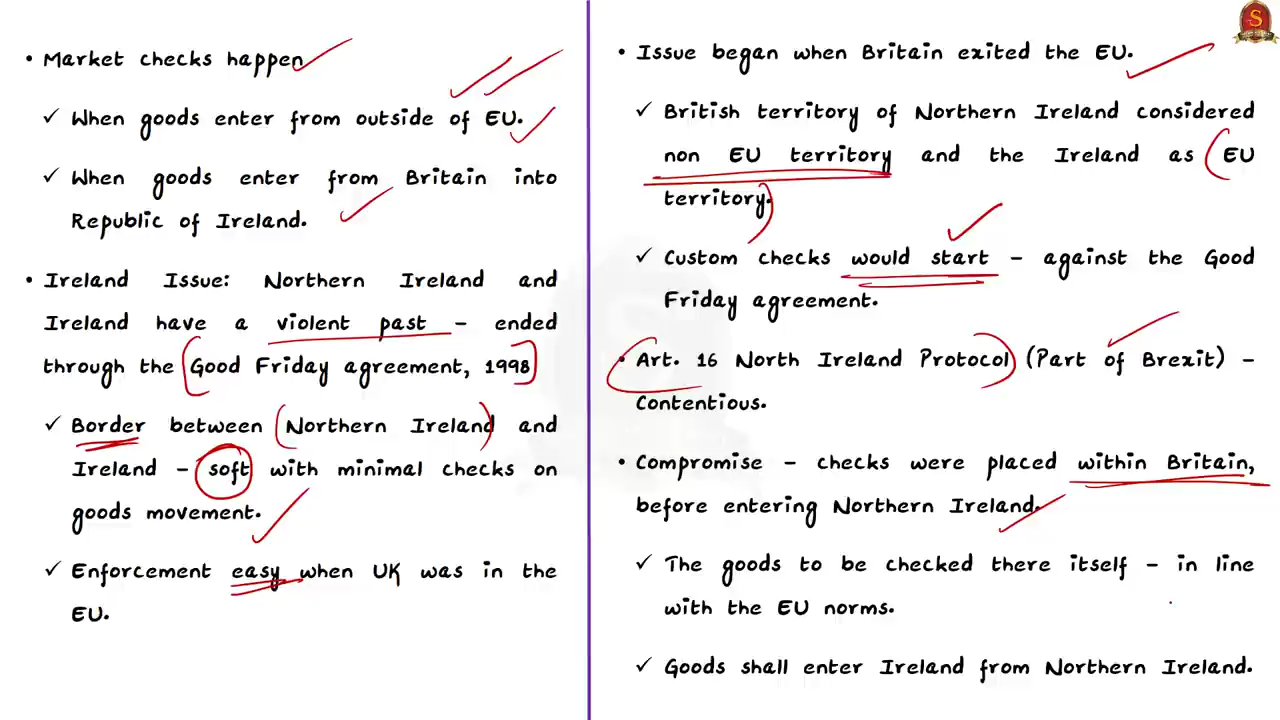 • Market checks happen
✓ When goods enter from outside of EU.
✓ When goods enter from Britain into
Republic of Ireland.
• Ireland Issue: Northern Ireland and
Ireland have a violent past – ended
through the Good Friday agreement, 1998
✓ Border between Northern Ireland and
Ireland – soft with minimal checks on
goods movement.
✓ Enforcement easy when UK was in the
EU.
• Issue began when Britain exited the EU.
✓ British territory of Northern Ireland considered
non EU territory and the Ireland as EU
territory.
✓ Custom checks would start – against the Good
Friday agreement.
• Art. 16 North Ireland Protocol (Part of Brexit) –
Contentious.
• Compromise – checks were placed within Britain,
before entering Northern Ireland.
✓ The goods to be checked there itself – in line
with the EU norms.
✓ Goods shall enter Ireland from Northern Ireland.
S